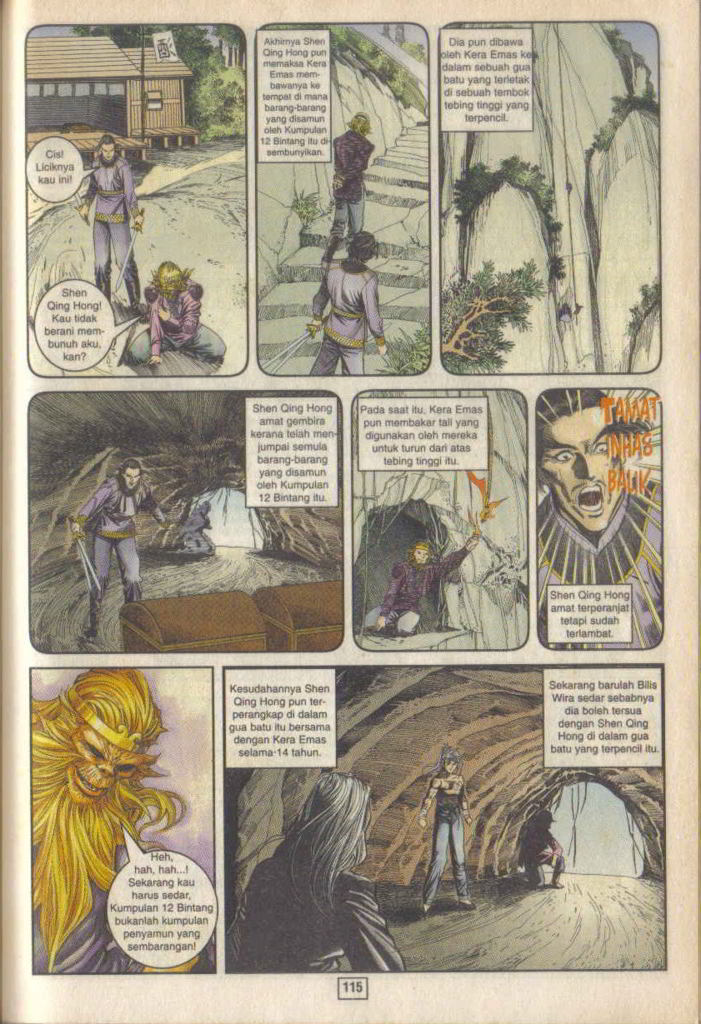 Cis!
Liciknya
kau ini!
Shen
Qing Hong!
Kau tidak
berani mem-
bunuh aku,
kan?
Akhirnya Shen
Qing Hong pun
memaksa Kera
Emas mem-
bawanya ke
tempat di mana
barang-barang
yang disamun
oleh Kumpulan
12 Bintang itu di-
sembunyikan.
Dia pun dibawa
oleh Kera Emas ke
dalam sebuah gua
batu yang terletak
di sebuah tembok
tebing tinggi yang
terpencil.
Shen Qing Hong
amat gembira
kerana telah men-
jumpai semula
barang-barang
yang disamun
oleh Kumpulan
12 Bintang itu.
Pada saat itu, Kera Emas
pun membakar tali yang
digunakan oleh mereka
untuk turun dari atas
tebing tinggi itu.
TAMAT
INHAS
BALIK
Shen Qing Hong
amat terperanjat
tetapi sudah
terlambat.
Heh,
hah, hah...!
Sekarang kau
harus sedar,
Kumpulan 12 Bintang
bukanlah kumpulan
penyamun yang
sembarangan!
Kesudahannya Shen
Qing Hong pun ter-
perangkap di dalam
gua batu itu bersama
dengan Kera Emas
selama 14 tahun.
Sekarang barulah Bilis
Wira sedar sebabnya
dia boleh tersua
dengan Shen Qing
Hong di dalam gua
batu yang terpencil itu.
115